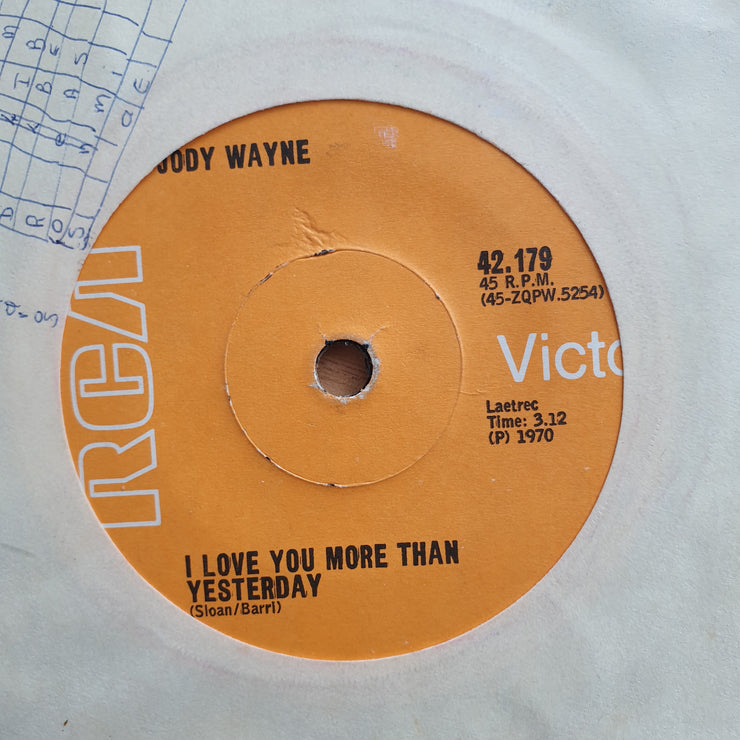 JODY WAYNE
RCA
42.179
45 R.P.M.
(45-ZQPW.5254)
Victo
Laetrec
Time: 3.12
(P) 1970
I LOVE YOU MORE THAN
YESTERDAY
(Sloan/Barri)